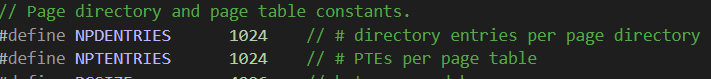 // Page directory and page table constants.
#define NPDENTRIES 1024 // # directory entries per page directory
#define NPTENTRIES 1024 // # PTEs per page table